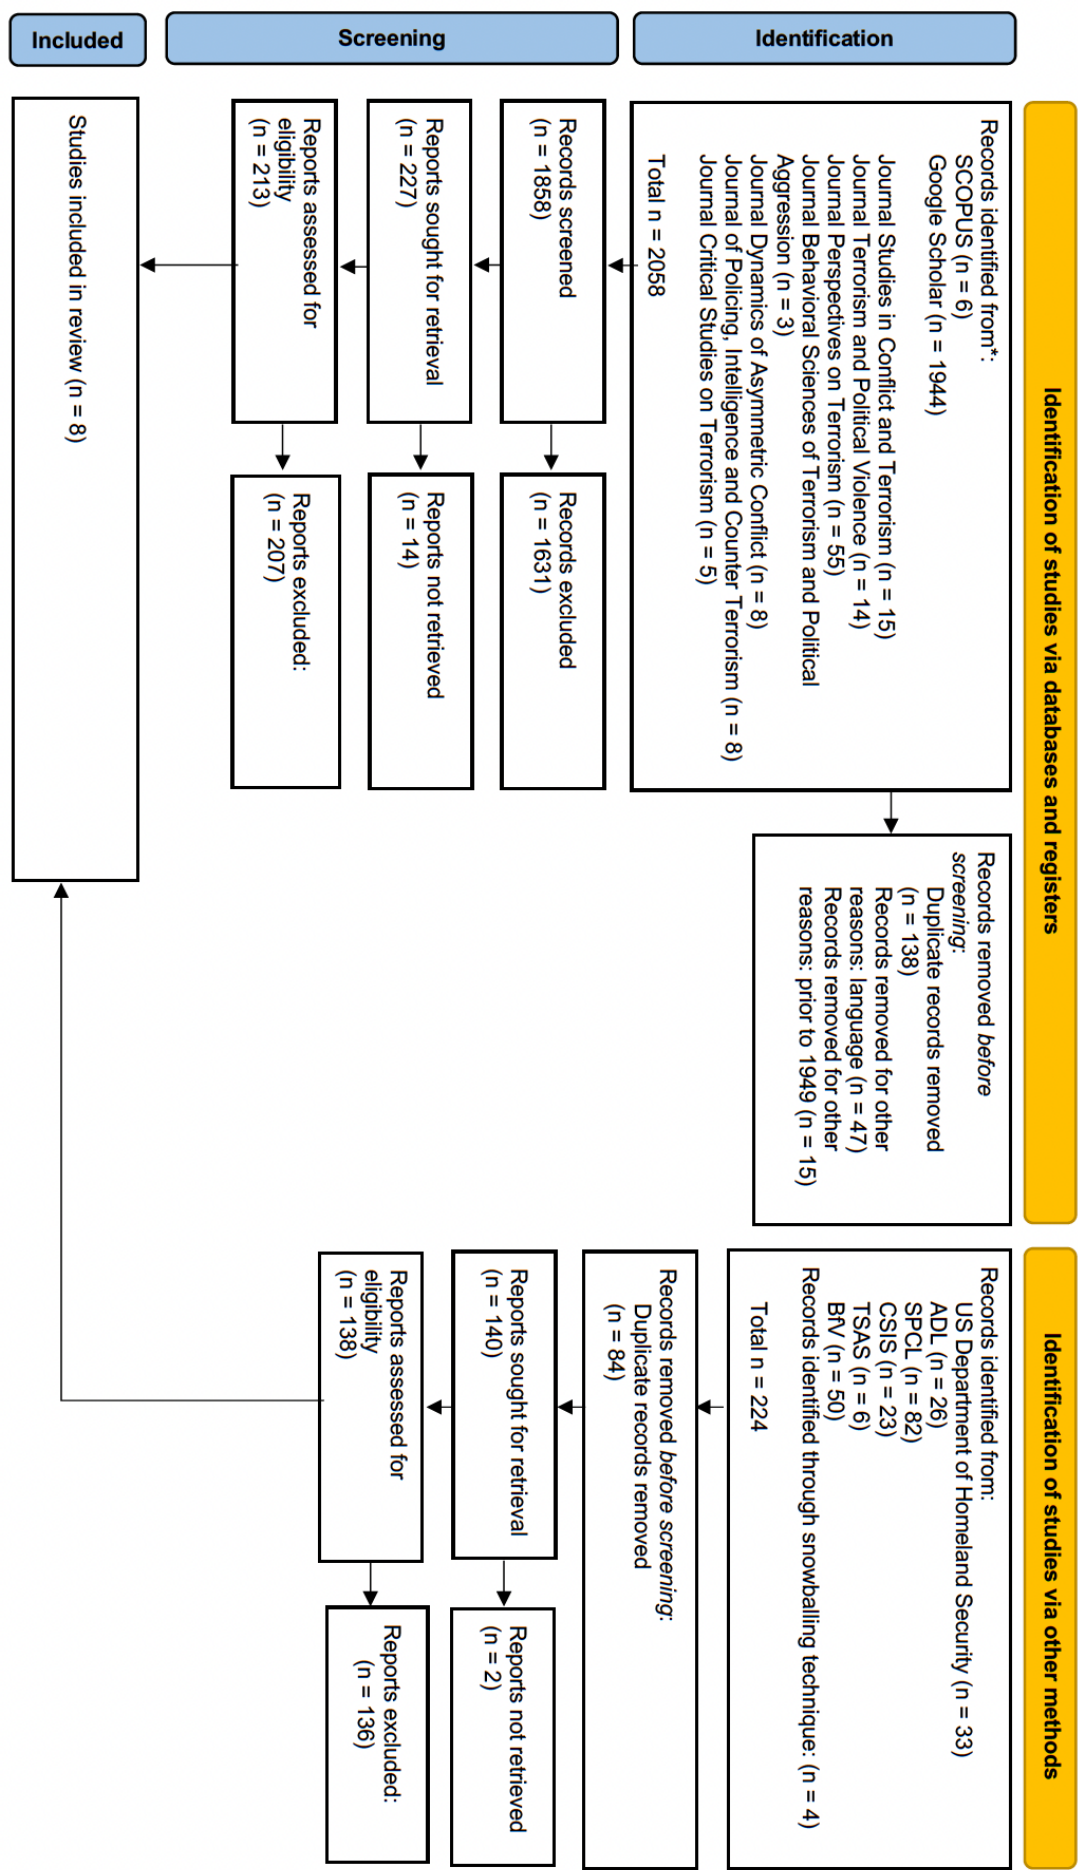 Identification of studies via databases and registers
Identification of studies via other methods
Identification
Records identified from*:
SCOPUS (n = 6)
Google Scholar (n = 1944)
Journal Studies in Conflict and Terrorism (n = 15)
Journal Terrorism and Political Violence (n = 14)
Journal Perspectives on Terrorism (n = 55)
Journal Behavioral Sciences of Terrorism and Political
Aggression (n = 3)
Journal Dynamics of Asymmetric Conflict (n = 8)
Journal of Policing, Intelligence and Counter Terrorism (n = 8)
Journal Critical Studies on Terrorism (n = 5)
Total n = 2058
Records removed before
screening:
Duplicate records removed
(n = 138)
Records removed for other
reasons: language (n = 47)
Records removed for other
reasons: prior to 1949 (n = 15)
Records identified from:
US Department of Homeland Security (n = 33)
ADL (n = 26)
SPCL (n = 82)
CSIS (n = 23)
TSAS (n = 6)
BfV (n = 50)
Records identified through snowballing technique: (n = 4)
Total n = 224
Screening
Records screened
(n = 1858)
Records excluded
(n = 1631)
Records removed before screening:
Duplicate records removed
(n = 84)
Reports sought for retrieval
(n = 227)
Reports not retrieved
(n = 14)
Reports sought for retrieval
(n = 140)
Reports not retrieved
(n = 2)
Reports assessed for
eligibility
(n = 213)
Reports excluded:
(n = 207)
Reports assessed for
eligibility
(n = 138)
Reports excluded:
(n = 136)
Included
Studies included in review (n = 8)